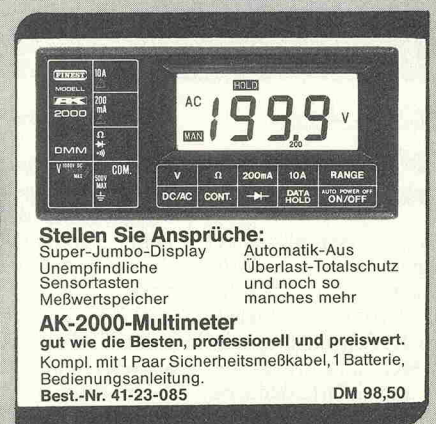 FINEST
MODELL
AK
2000
DMM
10A
200
mA
Ω
V 1000V DC
MAX
COM.
500V
MAX
HOLD
AC
199.9 V
MAN
200
V Ω 200mA 10A RANGE
DC/AC CONT. DATA HOLD AUTO POWER OFF ON/OFF
Stellen Sie Ansprüche:
Super-Jumbo-Display
Unempfindliche
Sensortasten
Meßwertspeicher
Automatik-Aus
Überlast-Totalschutz
und noch so
manches mehr
AK-2000-Multimeter
gut wie die Besten, professionell und preiswert.
Kompl. mit 1 Paar Sicherheitsmeßkabel, 1 Batterie,
Bedienungsanleitung.
Best.-Nr. 41-23-085 DM 98,50